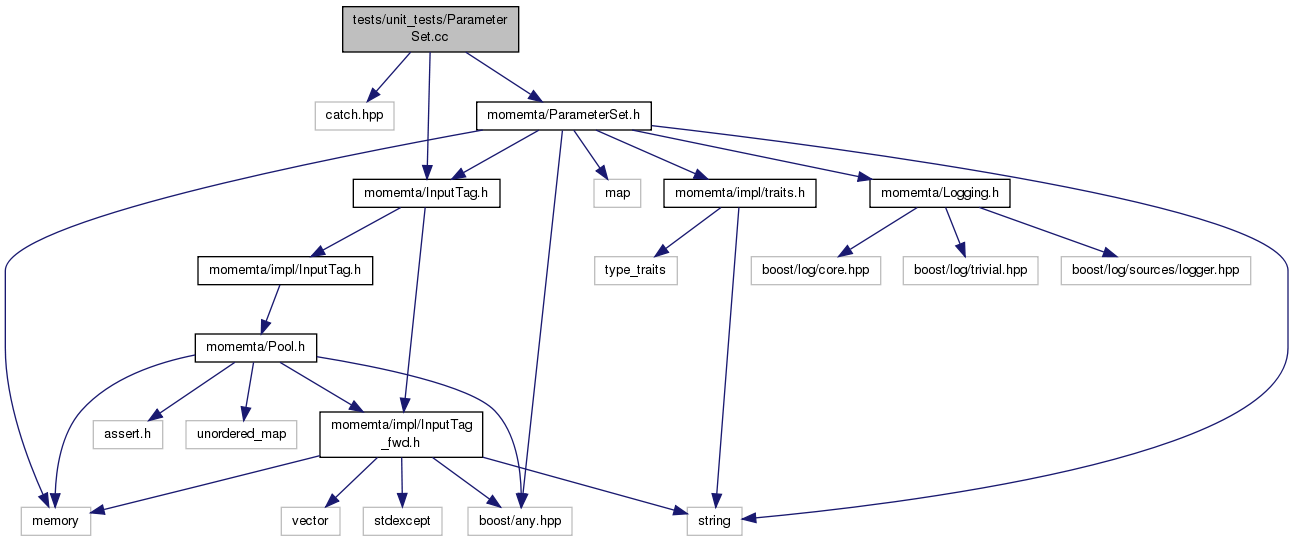 tests/unit_tests/Parameter
Set.cc
catch.hpp
momemta/ParameterSet.h
momemta/InputTag.h
map
momemta/impl/traits.h
momemta/Logging.h
momemta/impl/InputTag.h
type_traits
boost/log/core.hpp
boost/log/trivial.hpp
boost/log/sources/logger.hpp
momemta/Pool.h
assert.h
unordered_map
momemta/impl/InputTag
_fwd.h
memory
vector
stdexcept
boost/any.hpp
string